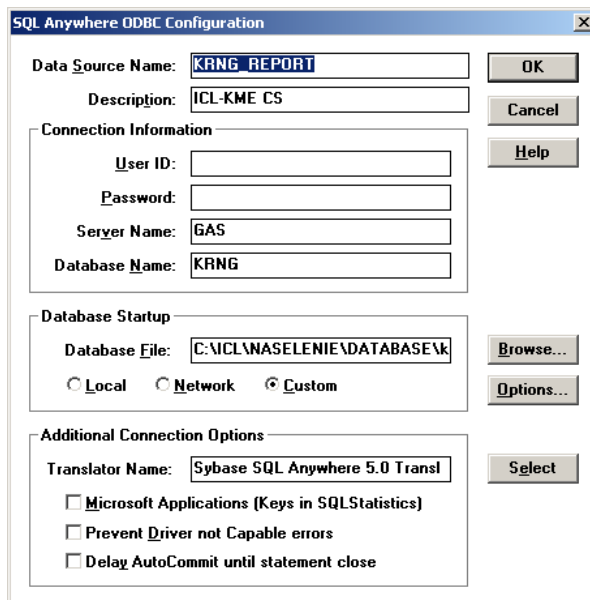 SQL Anywhere ODBC Configuration
Data Source Name: KRNG_REPORT
OK
Description: ICL-KME CS
Cancel
Connection Information
Help
User ID:
Password:
Server Name: GAS
Database Name: KRNG
Database Startup
Database File: C:\ICL\NASELENIE\DATABASE\k
Browse...
Local Network Custom
Options...
Additional Connection Options
Translator Name: Sybase SQL Anywhere 5.0 Transl
Select
Microsoft Applications (Keys in SQLStatistics)
Prevent Driver not Capable errors
Delay AutoCommit until statement close